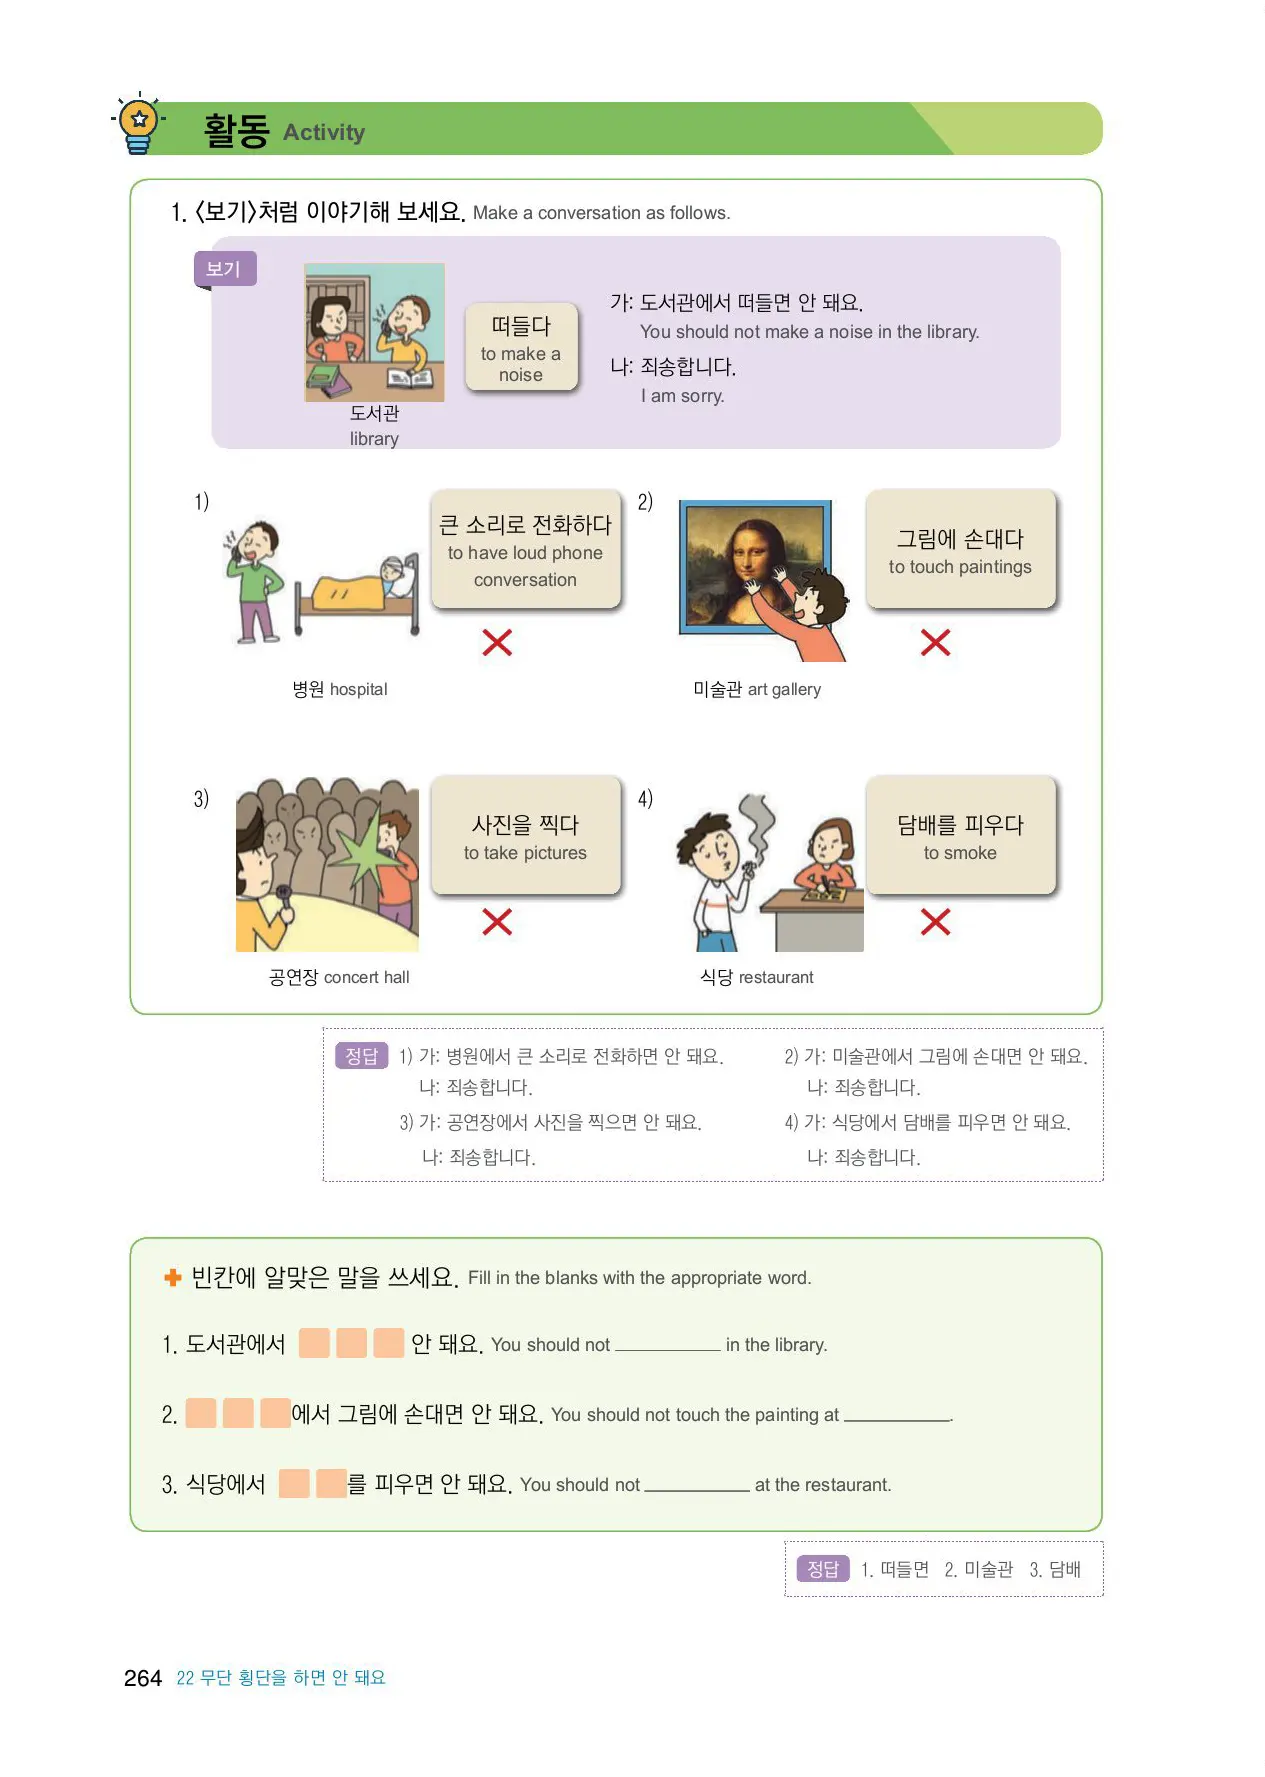 활동 Activity
1. <보기>처럼 이야기해 보세요. Make a conversation as follows.
보기
떠들다
to make a
noise
도서관
library
가: 도서관에서 떠들면 안 돼요.
You should not make a noise in the library.
나: 죄송합니다.
I am sorry.
1)
큰 소리로 전화하다
to have loud phone
conversation
병원 hospital
2)
그림에 손대다
to touch paintings
미술관 art gallery
3)
사진을 찍다
to take pictures
공연장 concert hall
4)
담배를 피우다
to smoke
식당 restaurant
정답
1) 가: 병원에서 큰 소리로 전화하면 안 돼요.
나: 죄송합니다.
2) 가: 미술관에서 그림에 손대면 안 돼요.
나: 죄송합니다.
3) 가: 공연장에서 사진을 찍으면 안 돼요.
나: 죄송합니다.
4) 가: 식당에서 담배를 피우면 안 돼요.
나: 죄송합니다.
빈칸에 알맞은 말을 쓰세요. Fill in the blanks with the appropriate word.
1. 도서관에서 안 돼요. You should not __________ in the library.
2. 에서 그림에 손대면 안 돼요. You should not touch the painting at __________.
3. 식당에서 를 피우면 안 돼요. You should not __________ at the restaurant.
정답 1. 떠들면 2. 미술관 3. 담배
264 22 무단 횡단을 하면 안 돼요